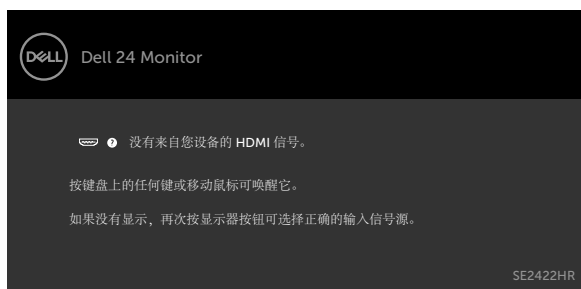 DELL
Dell 24 Monitor
? 没有来自您设备的 HDMI 信号。
按键盘上的任何键或移动鼠标可唤醒它。
如果没有显示，再次按显示器按钮可选择正确的输入信号源。
SE2422HR